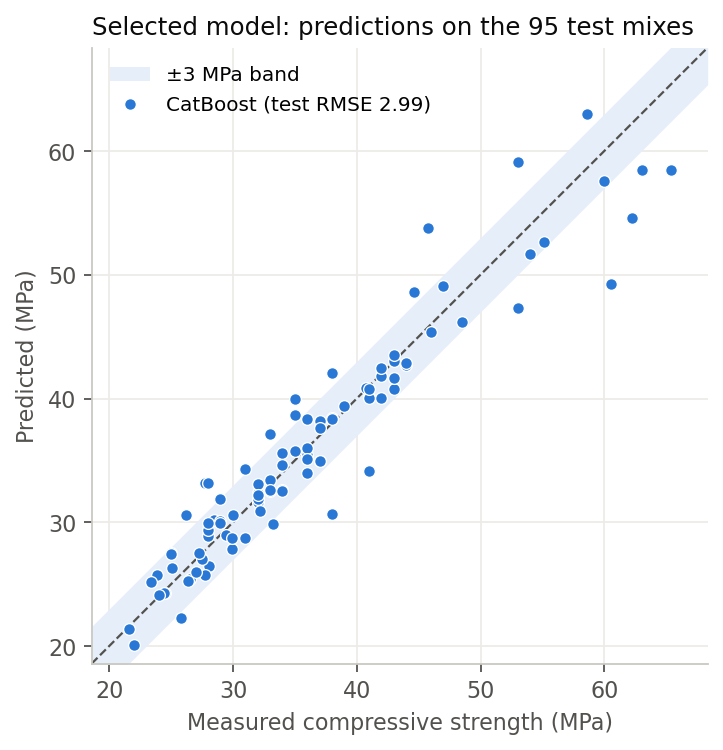 Selected model: predictions on the 95 test mixes
±3 MPa band
CatBoost (test RMSE 2.99)
Predicted (MPa)
60
50
40
30
20
20 30 40 50 60
Measured compressive strength (MPa)